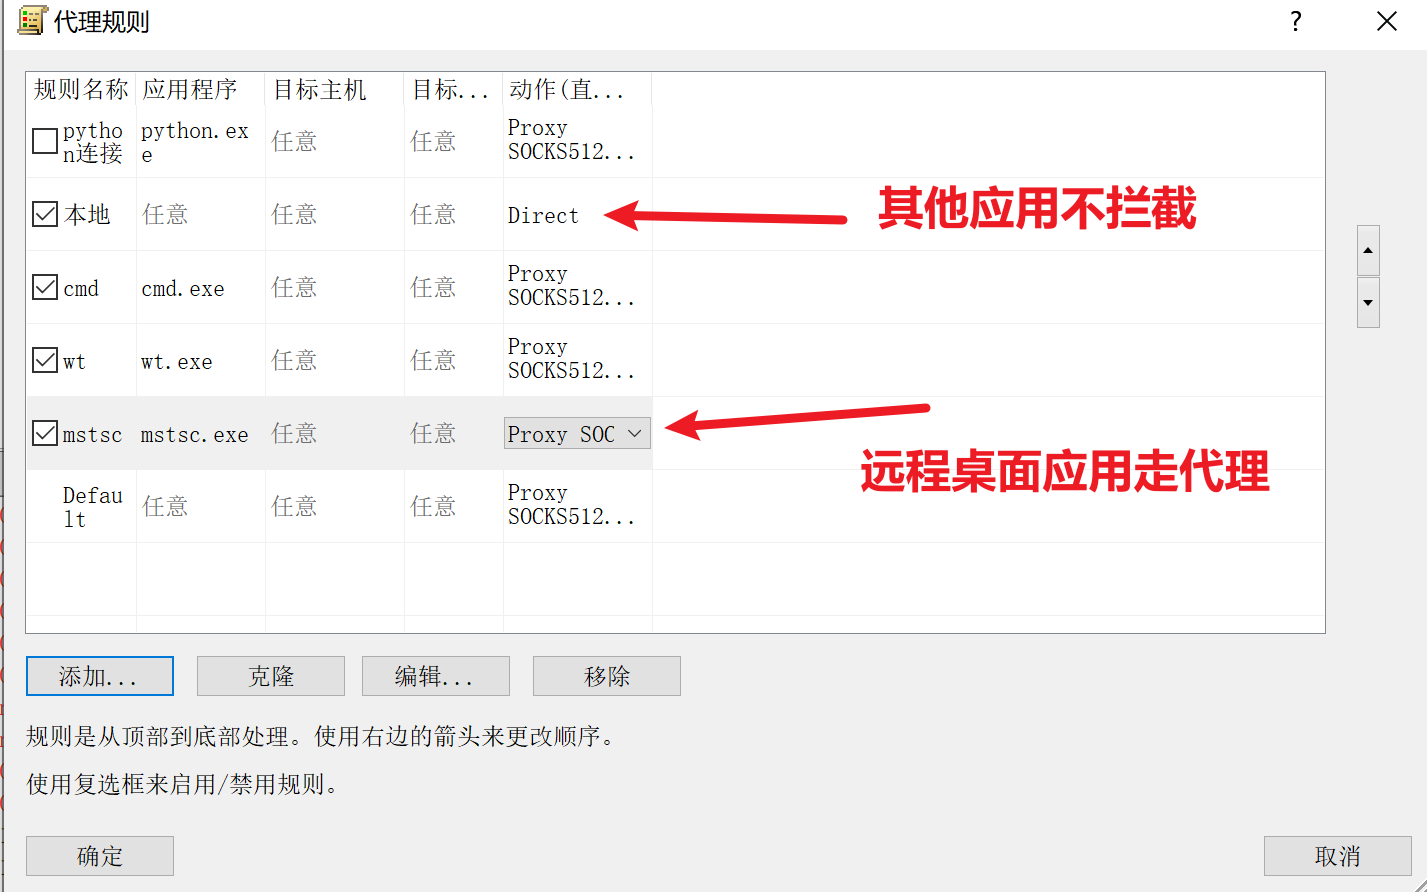 代理规则
?
规则名称 应用程序 目标主机 目标... 动作(直...
pytho
n连接
python.ex
e
任意
任意
Proxy
SOCKS512...
本地 任意 任意 任意 Direct
其他应用不拦截
cmd cmd.exe 任意 任意
Proxy
SOCKS512...
wt wt.exe 任意 任意
Proxy
SOCKS512...
mstsc mstsc.exe 任意 任意 Proxy SOC
远程桌面应用走代理
Defau
lt
任意 任意 任意
Proxy
SOCKS512...
添加... 克隆 编辑... 移除
规则是从顶部到底部处理。使用右边的箭头来更改顺序。
使用复选框来启用/禁用规则。
确定 取消